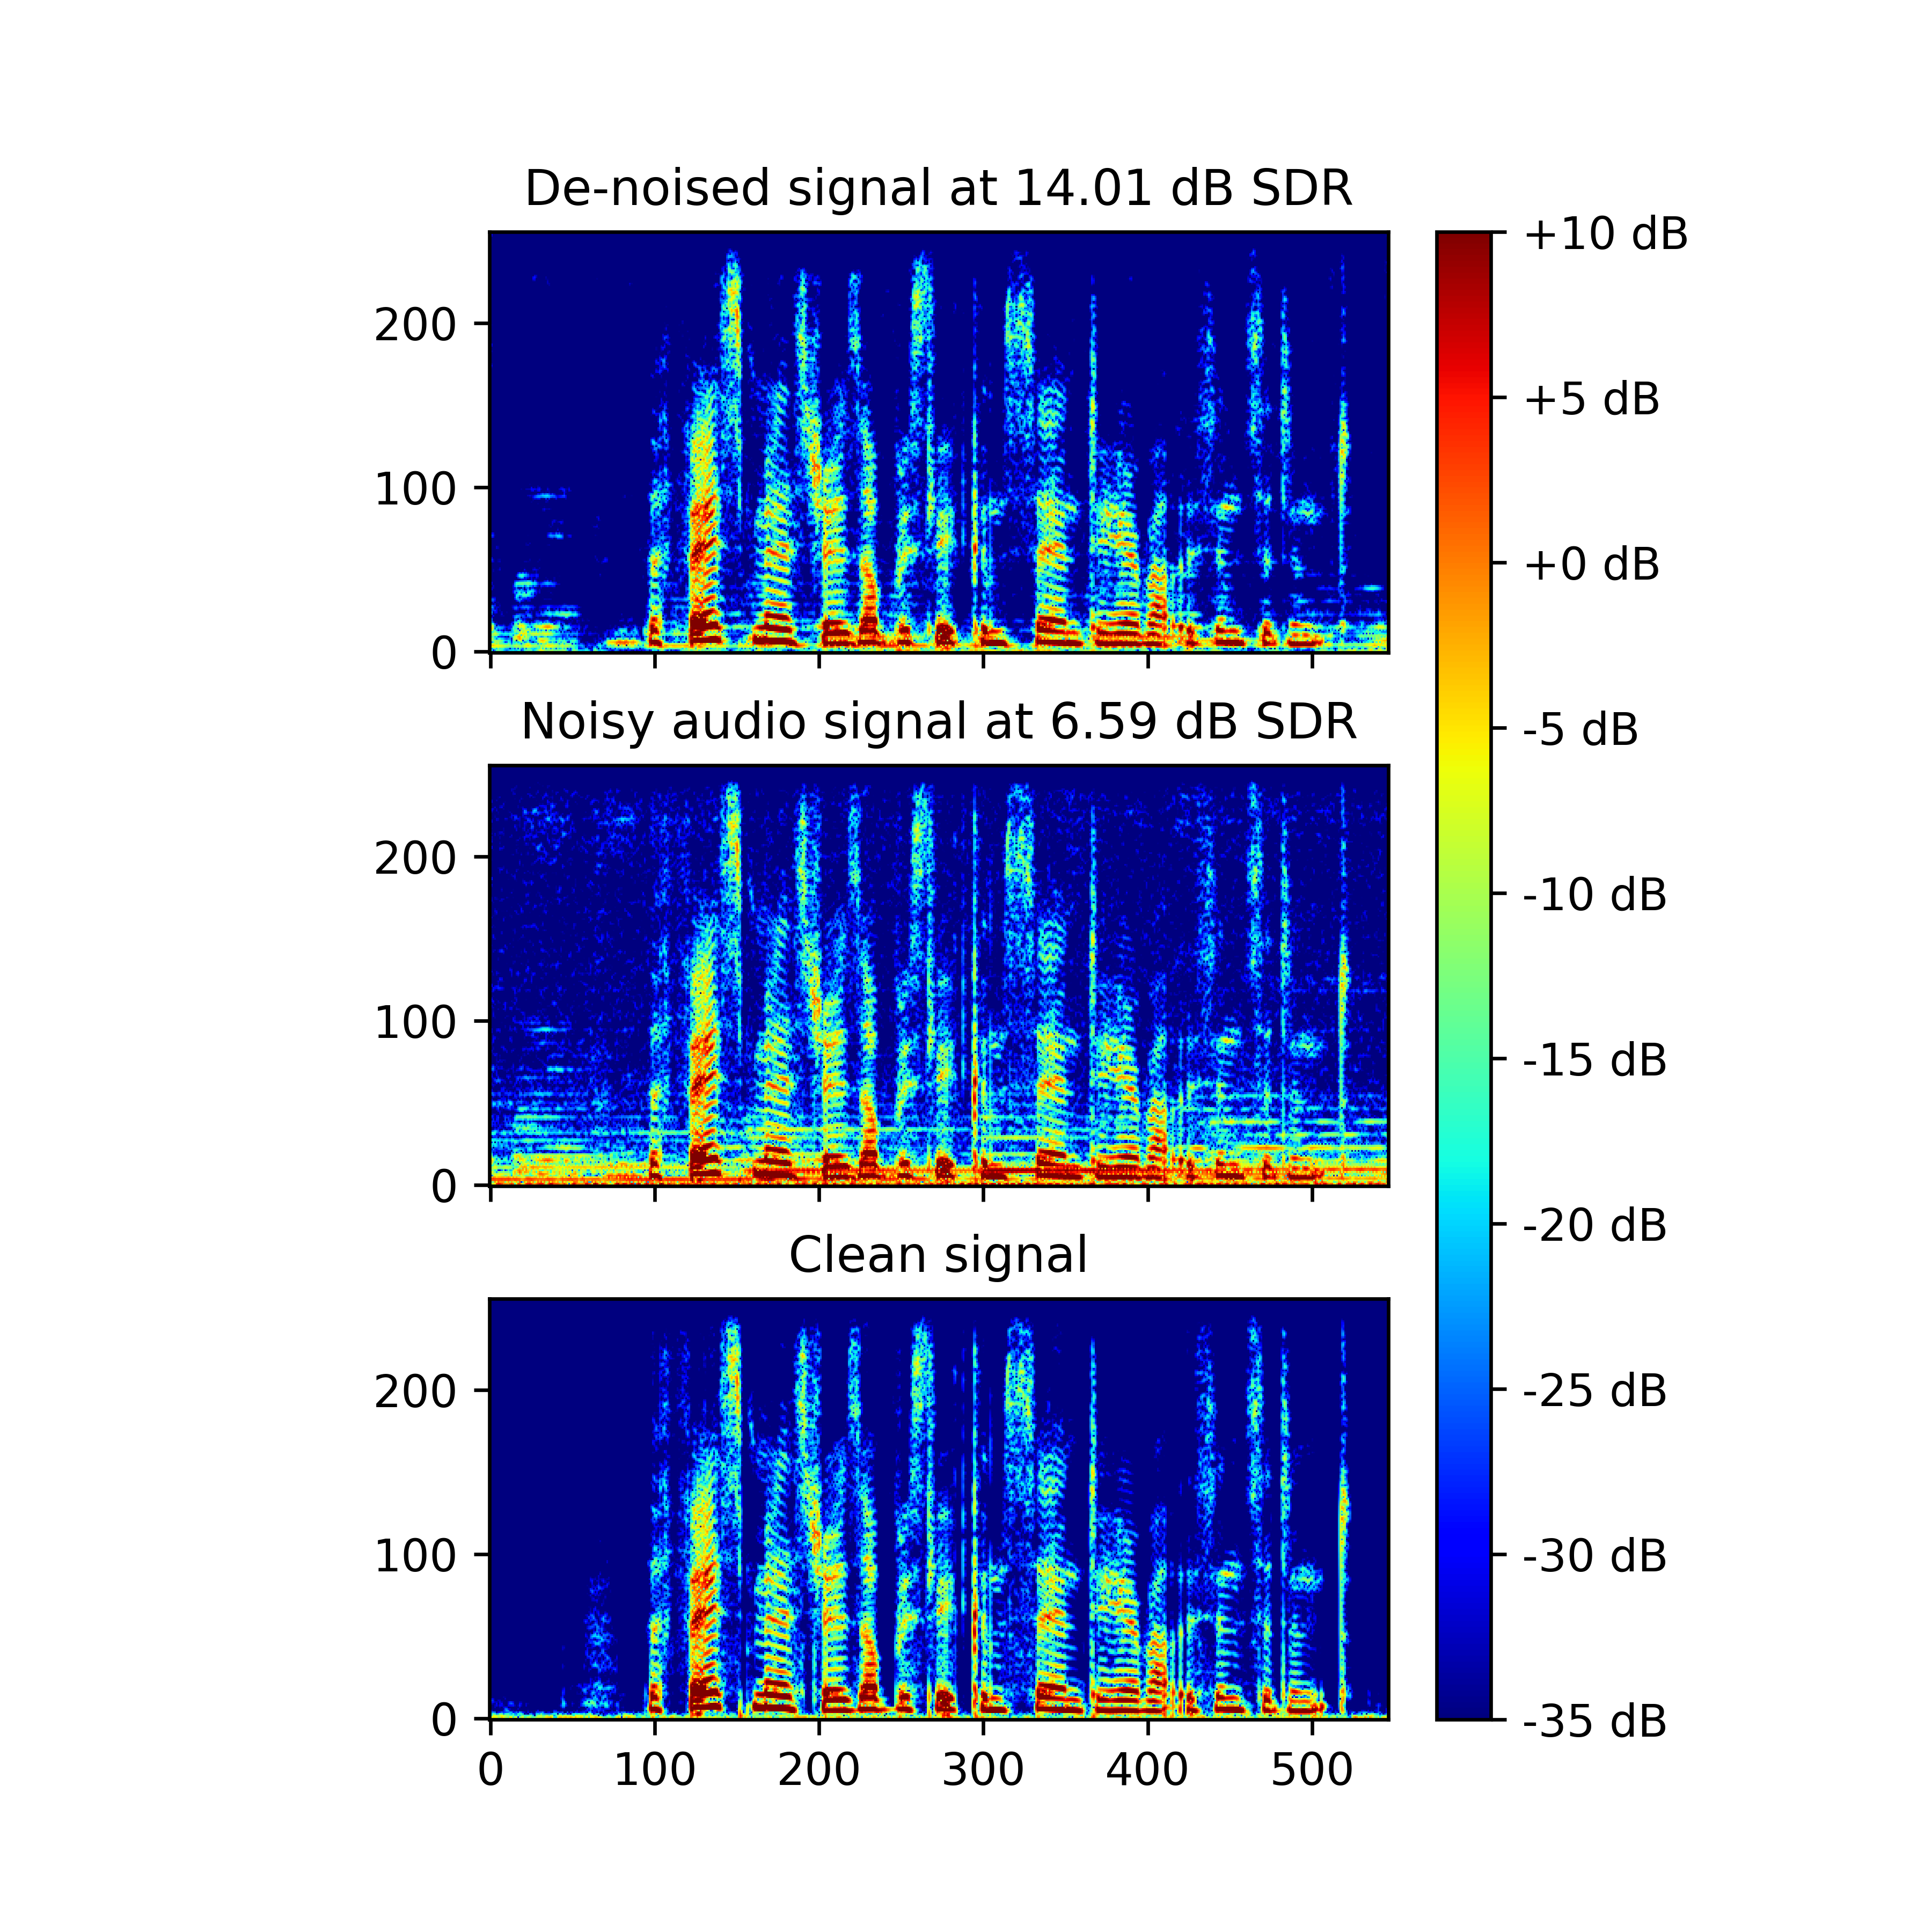 De-noised signal at 14.01 dB SDR
200
100
0
Noisy audio signal at 6.59 dB SDR
200
100
0
Clean signal
200
100
0
0 100 200 300 400 500
+10 dB
+5 dB
+0 dB
-5 dB
-10 dB
-15 dB
-20 dB
-25 dB
-30 dB
-35 dB